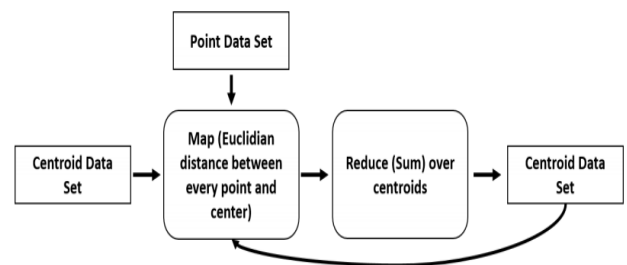 Point Data Set
Centroid Data
Set
Map (Euclidian
distance between
every point and
center)
Reduce (Sum) over
centroids
Centroid Data
Set